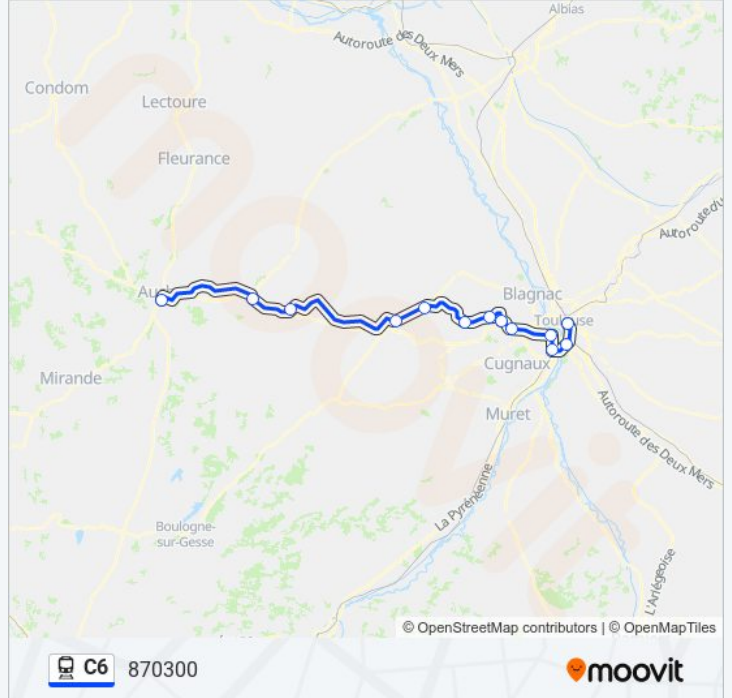 Albias
Autoroute des Deux Mers
Condom
Lectoure
Fleurance
Autoroute du
Blagnac
Toulouse
Cugnaux
Mirande
Muret
Autoroute des Deux Mers
La Pyrénéenne
Boulogne-
sur-Gesse
L'Ariégeoise
moovit
© OpenStreetMap contributors | © OpenMapTiles
C6 870300
moovit